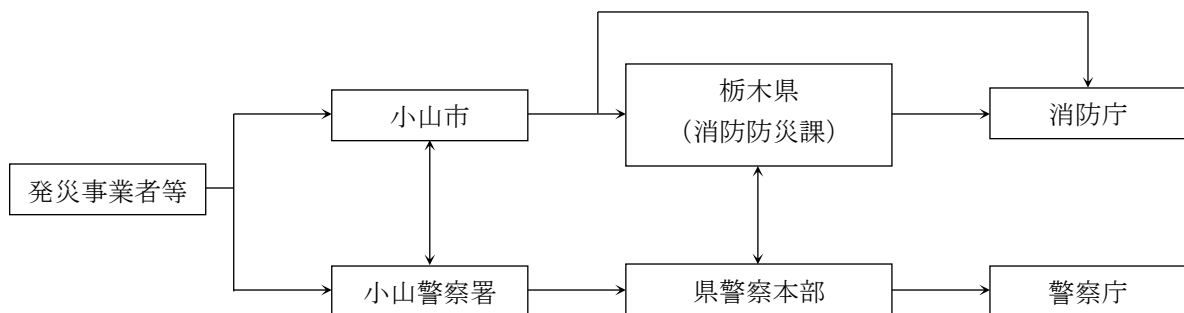 小山市
栃木県
（消防防災課）
消防庁
発災事業者等
小山警察署
県警察本部
警察庁